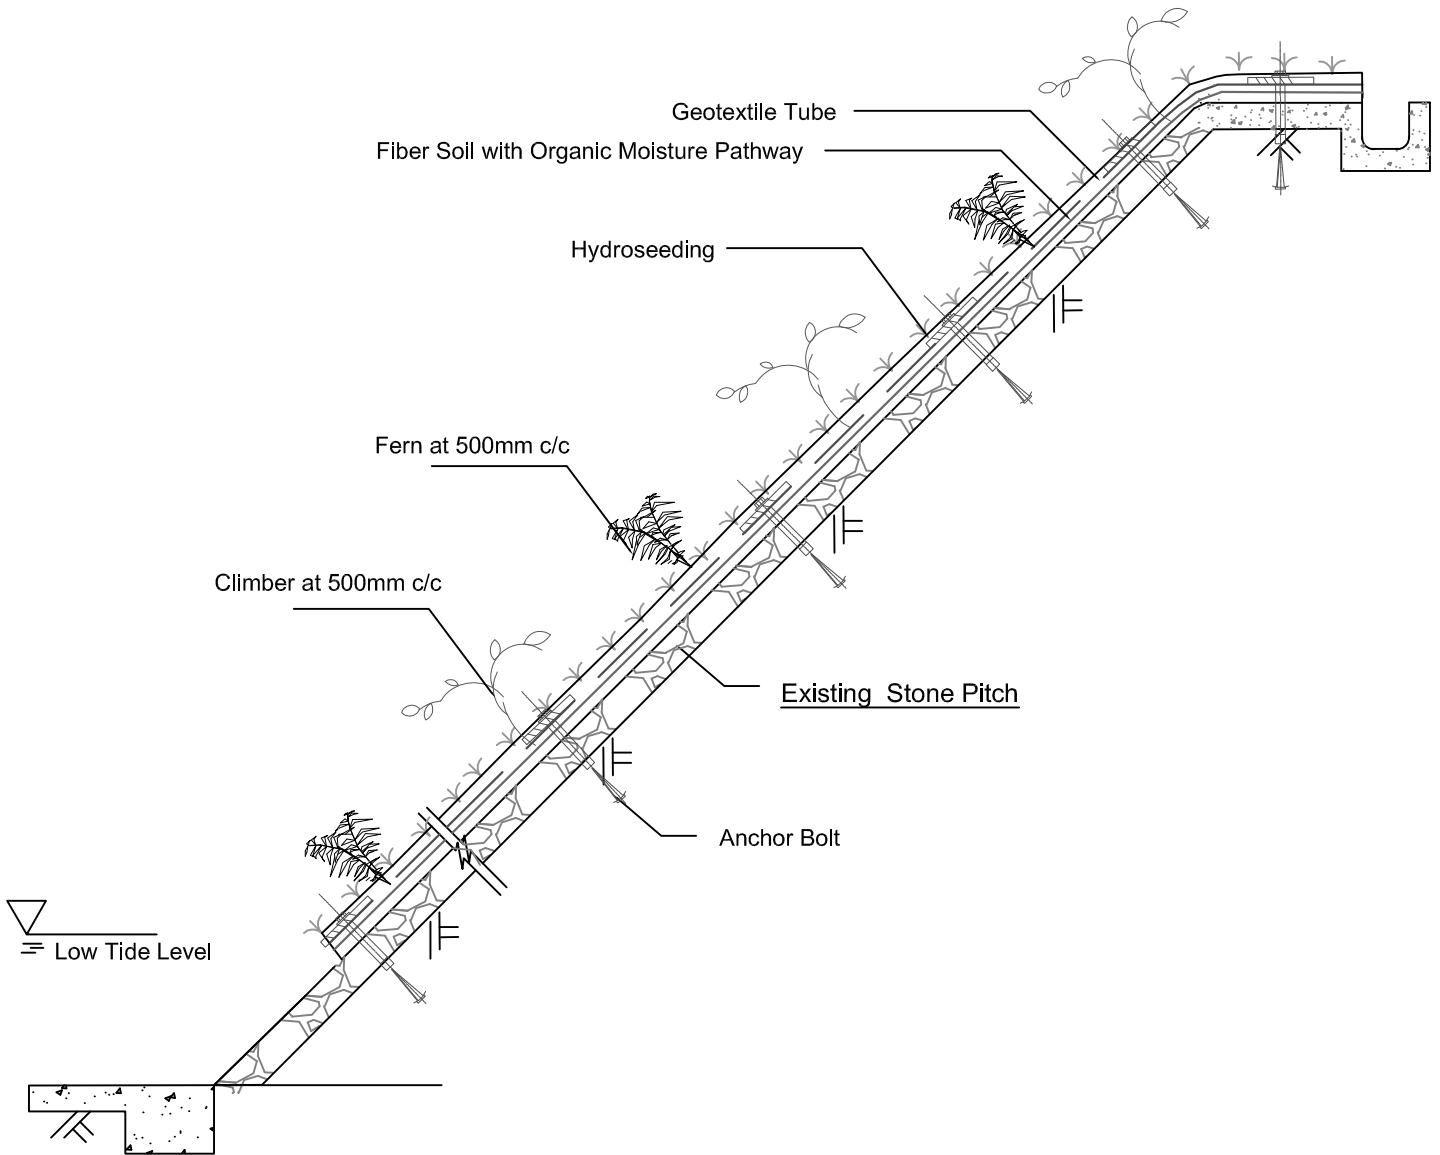 Geotextile Tube
Fiber Soil with Organic Moisture Pathway
Hydroseeding
Fern at 500mm c/c
Climber at 500mm c/c
Existing Stone Pitch
Anchor Bolt
Low Tide Level